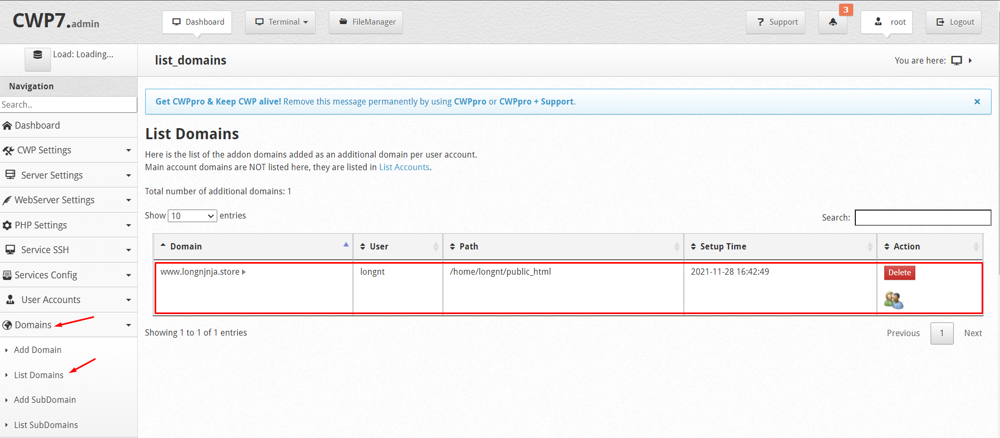 CWP7.admin
Dashboard
Terminal
FileManager
? Support
3
root
Logout
Load: Loading...
list_domains
You are here:
Navigation
Search..
Get CWPpro & Keep CWP alive! Remove this message permanently by using CWPpro or CWPpro + Support.
×
Dashboard
CWP Settings
Server Settings
WebServer Settings
PHP Settings
Service SSH
Services Config
User Accounts
Domains
Add Domain
List Domains
Add SubDomain
List SubDomains
List Domains
Here is the list of the addon domains added as an additional domain per user account.
Main account domains are NOT listed here, they are listed in List Accounts.
Total number of additional domains: 1
Show 10 entries
Search:
Domain User Path Setup Time Action
www.longnjnja.store longnt /home/longnt/public_html 2021-11-28 16:42:49 Delete
Showing 1 to 1 of 1 entries
Previous 1 Next